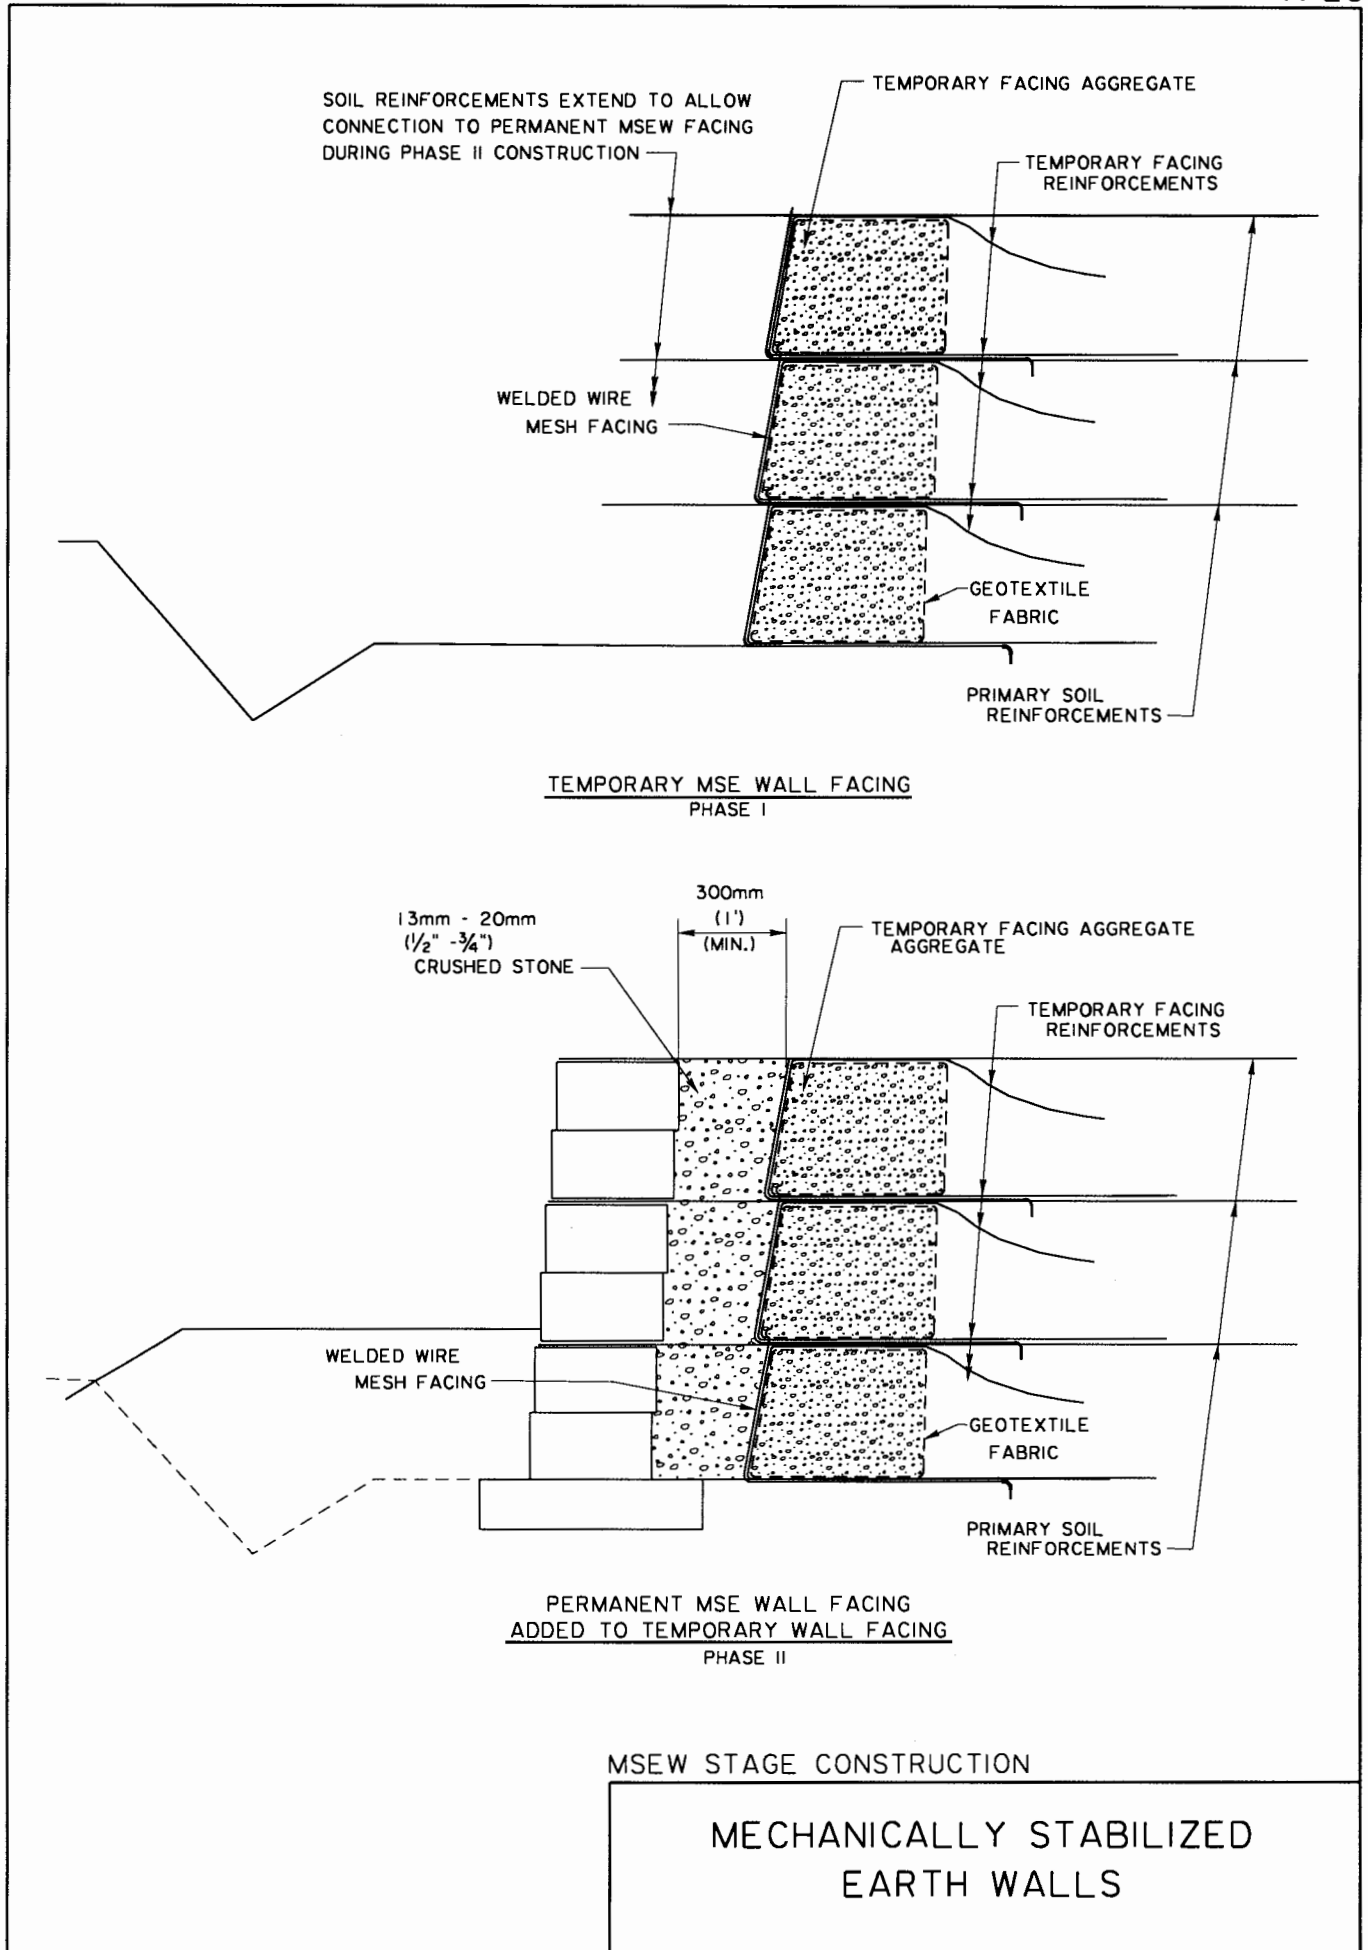 SOIL REINFORCEMENTS EXTEND TO ALLOW
CONNECTION TO PERMANENT MSEW FACING
DURING PHASE II CONSTRUCTION
TEMPORARY FACING AGGREGATE
TEMPORARY FACING
REINFORCEMENTS
WELDED WIRE
MESH FACING
GEOTEXTILE
FABRIC
PRIMARY SOIL
REINFORCEMENTS
TEMPORARY MSE WALL FACING
PHASE I
300mm
(1')
(MIN.)
13mm - 20mm
(1/2" -3/4")
CRUSHED STONE
TEMPORARY FACING AGGREGATE
AGGREGATE
TEMPORARY FACING
REINFORCEMENTS
WELDED WIRE
MESH FACING
GEOTEXTILE
FABRIC
PRIMARY SOIL
REINFORCEMENTS
PERMANENT MSE WALL FACING
ADDED TO TEMPORARY WALL FACING
PHASE II
MSEW STAGE CONSTRUCTION
MECHANICALLY STABILIZED
EARTH WALLS